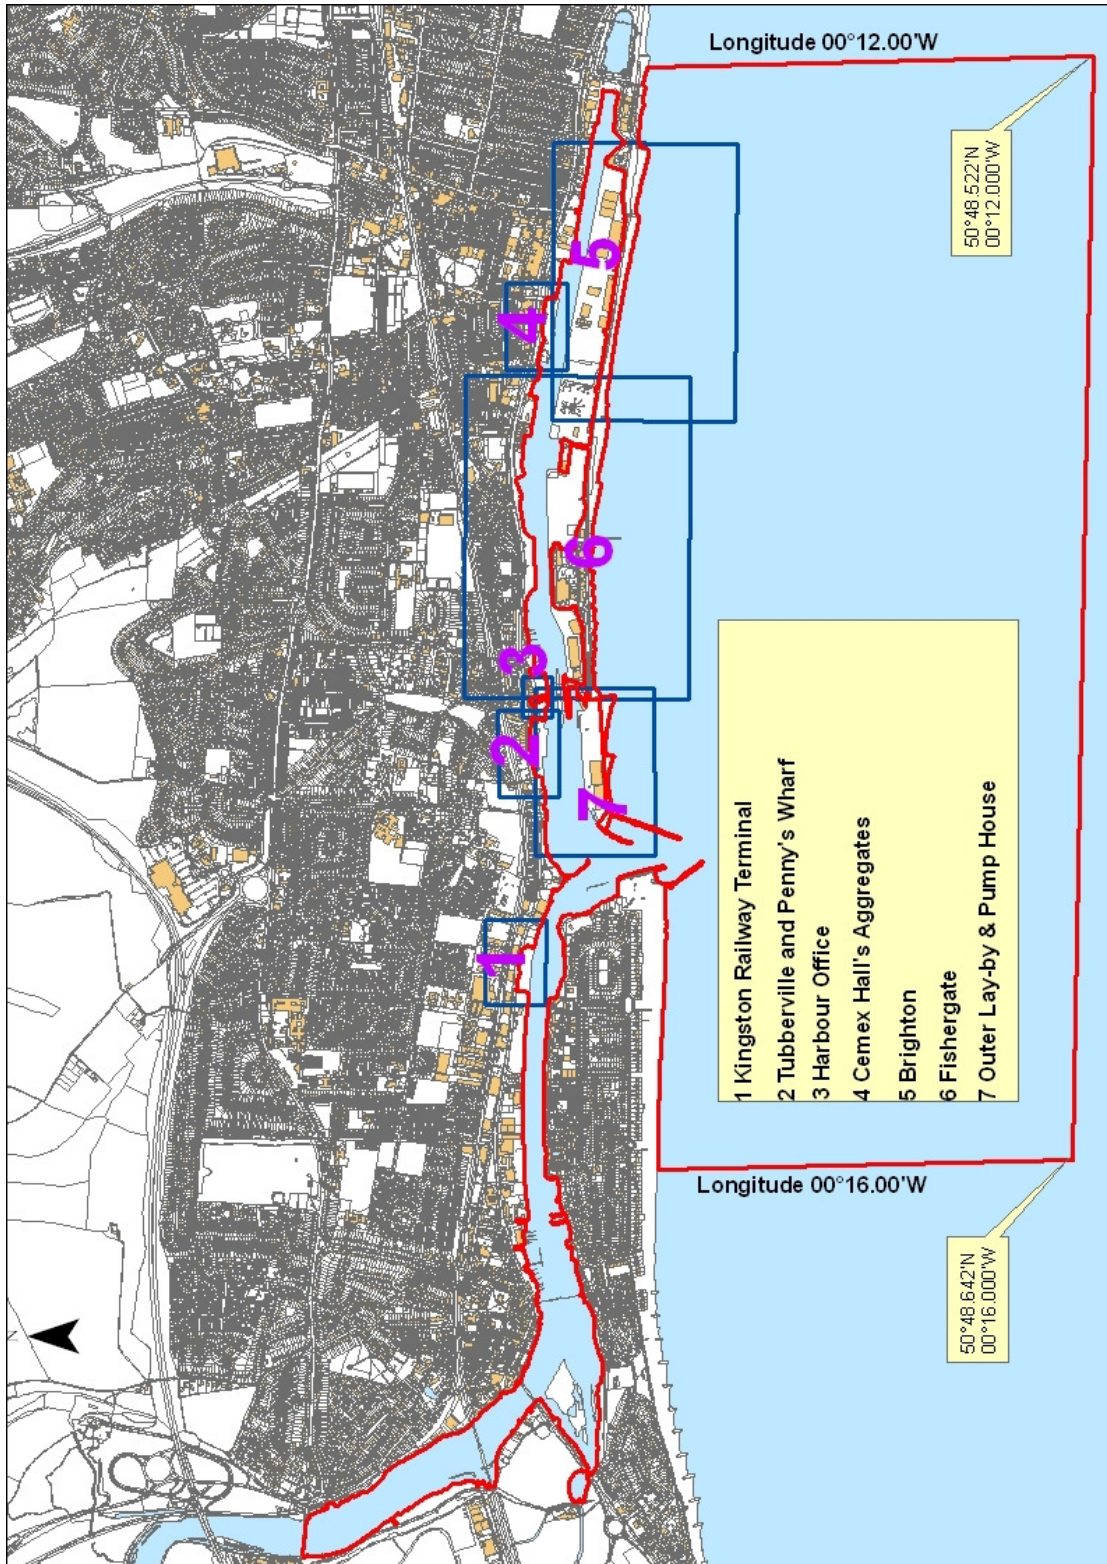 Longitude 00°12.00'W
50°48.522'N
00°12.000'W
4
5
3
6
2
7
1
1 Kingston Railway Terminal
2 Tubberville and Penny's Wharf
3 Harbour Office
4 Cemex Hall's Aggregates
5 Brighton
6 Fishergate
7 Outer Lay-by & Pump House
Longitude 00°16.00'W
50°48.642'N
00°16.000'W